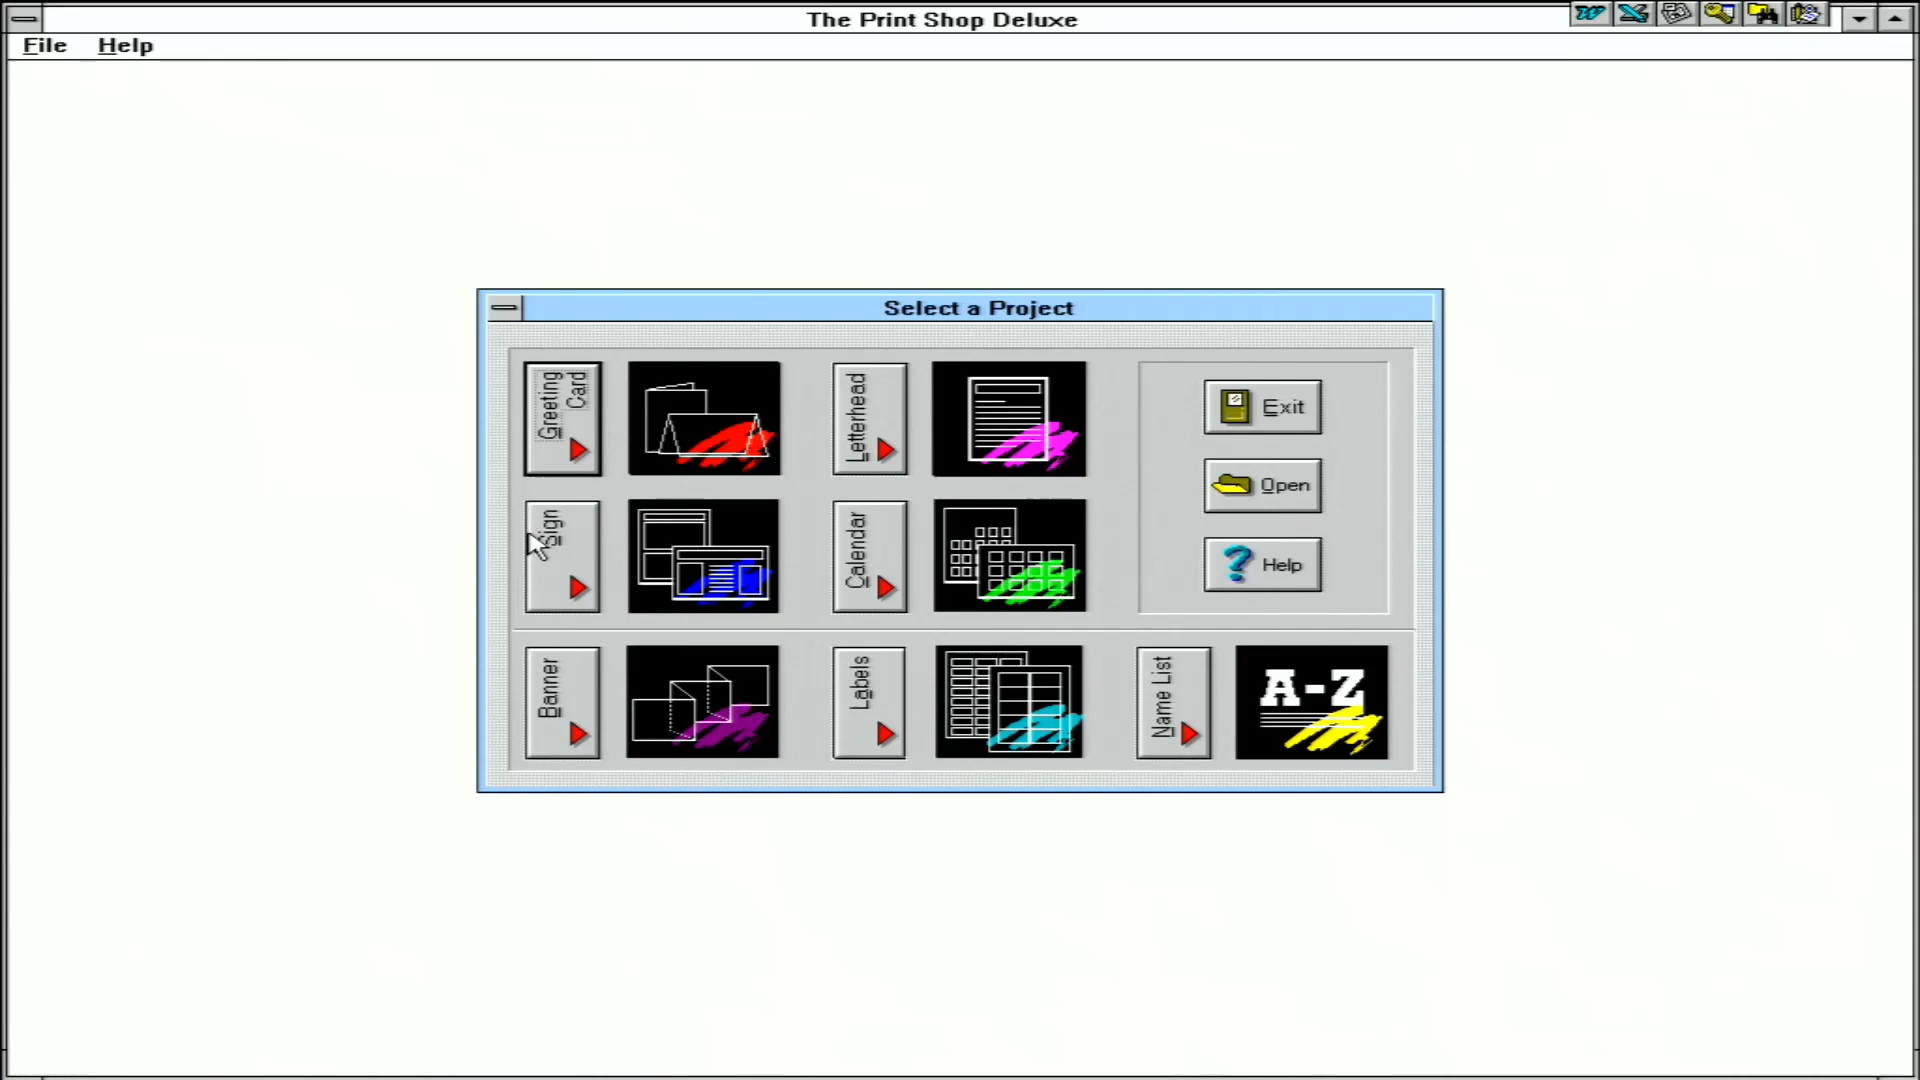 The Print Shop Deluxe
File Help
Select a Project
Greeting
Card
Letterhead
Exit
Open
Sign
Calendar
Help
Banner
Labels
Name List
A-Z